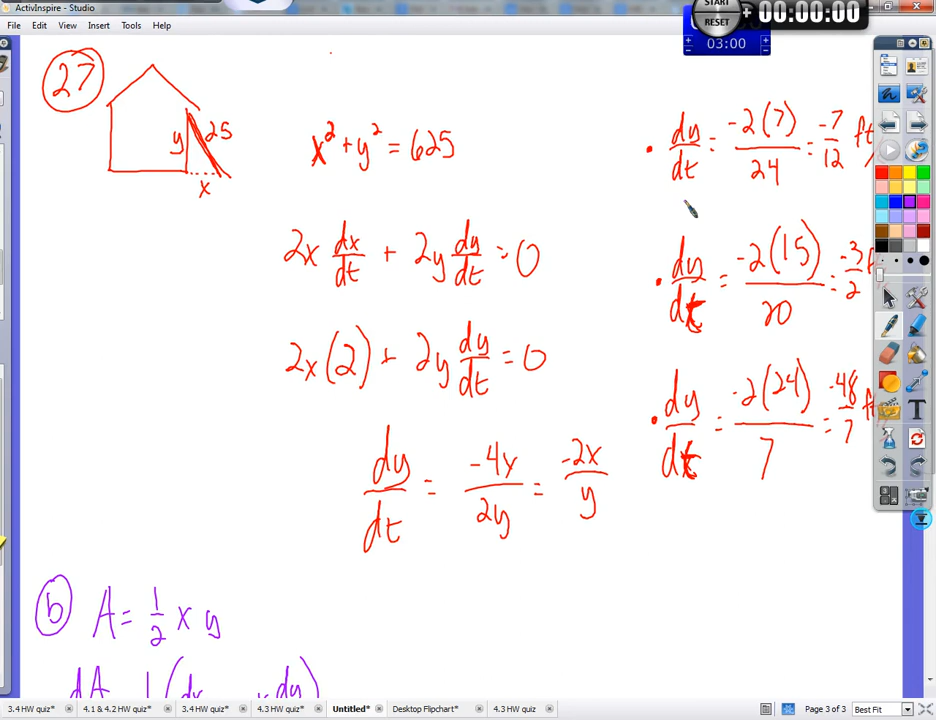 ActivInspire - Studio
START
RESET
00:00:00
03:00
File Edit View Insert Tools Help
27
y
25
x
x² + y² = 625
2x dx/dt + 2y dy/dt = 0
2x(2) + 2y dy/dt = 0
dy/dt = -4x/2y = -2x/y
• dy/dt = -2(7)/24 = -7/12 ft/
• dy/dt = -2(15)/20 = -3/2 f
• dy/dt = -2(24)/7 = -48/7 ft
b A = 1/2 x y
3.4 HW quiz* 4.1 & 4.2 HW quiz* 3.4 HW quiz* 4.3 HW quiz* Untitled* Desktop Flipchart* 4.3 HW quiz
Page 3 of 3 Best Fit